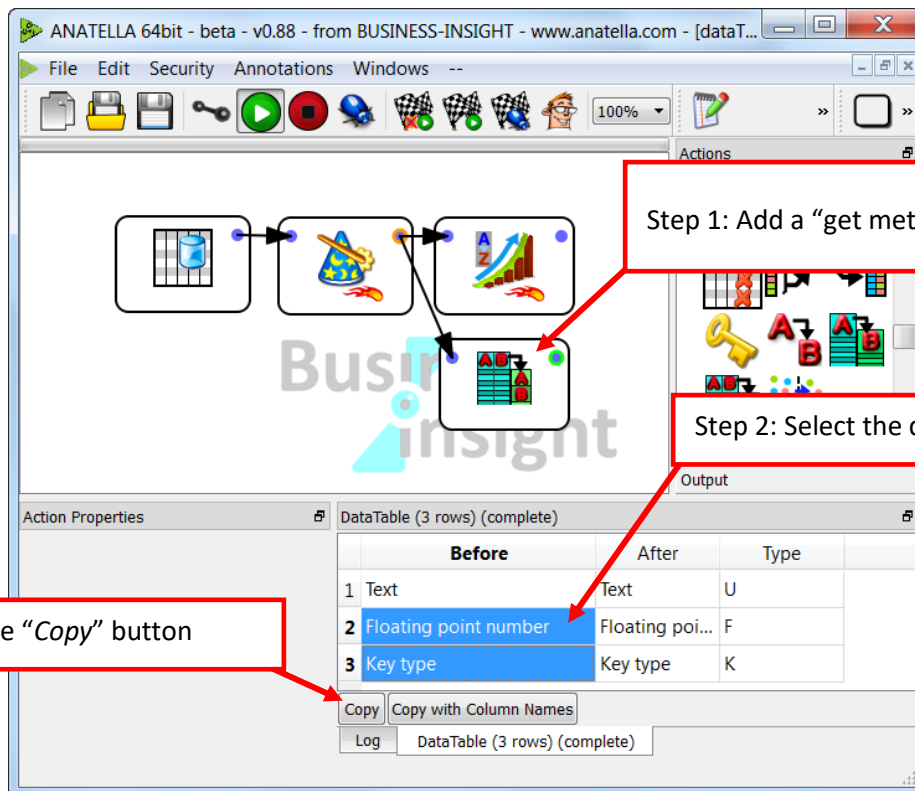 ANATELLA 64bit - beta - v0.88 - from BUSINESS-INSIGHT - www.anatella.com - [dataT...
File Edit Security Annotations Windows --
100%
»
»
Actions
Step 1: Add a “get met
A
Z
A
B
A
B
AB
A
B
AB
Busin
insight
Step 2: Select the c
Output
Action Properties
DataTable (3 rows) (complete)
Before After Type
1 Text Text U
2 Floating point number Floating poi... F
3 Key type Key type K
e “Copy” button
Copy Copy with Column Names
Log DataTable (3 rows) (complete)